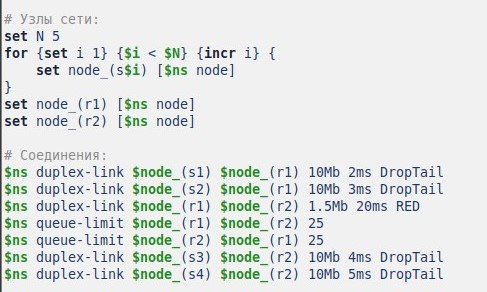 # Узлы сети:
set N 5
for {set i 1} {$i < $N} {incr i} {
    set node_(s$i) [$ns node]
}
set node_(r1) [$ns node]
set node_(r2) [$ns node]

# Соединения:
$ns duplex-link $node_(s1) $node_(r1) 10Mb 2ms DropTail
$ns duplex-link $node_(s2) $node_(r1) 10Mb 3ms DropTail
$ns duplex-link $node_(r1) $node_(r2) 1.5Mb 20ms RED
$ns queue-limit $node_(r1) $node_(r2) 25
$ns queue-limit $node_(r2) $node_(r1) 25
$ns duplex-link $node_(s3) $node_(r2) 10Mb 4ms DropTail
$ns duplex-link $node_(s4) $node_(r2) 10Mb 5ms DropTail